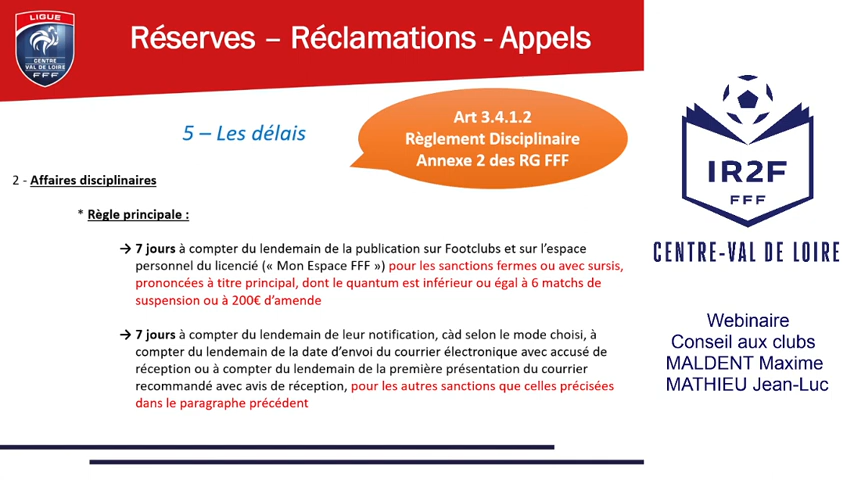 LIGUE
CENTRE
VAL DE LOIRE
FFF
Réserves – Réclamations - Appels
5 – Les délais
Art 3.4.1.2
Règlement Disciplinaire
Annexe 2 des RG FFF
2 - Affaires disciplinaires
* Règle principale :
→ 7 jours à compter du lendemain de la publication sur Footclubs et sur l’espace
personnel du licencié (« Mon Espace FFF ») pour les sanctions fermes ou avec sursis,
prononcées à titre principal, dont le quantum est inférieur ou égal à 6 matchs de
suspension ou à 200€ d’amende
→ 7 jours à compter du lendemain de leur notification, càd selon le mode choisi, à
compter du lendemain de la date d’envoi du courrier électronique avec accusé de
réception ou à compter du lendemain de la première présentation du courrier
recommandé avec avis de réception, pour les autres sanctions que celles précisées
dans le paragraphe précédent
IR2F
FFF
CENTRE-VAL DE LOIRE
Webinaire
Conseil aux clubs
MALDENT Maxime
MATHIEU Jean-Luc